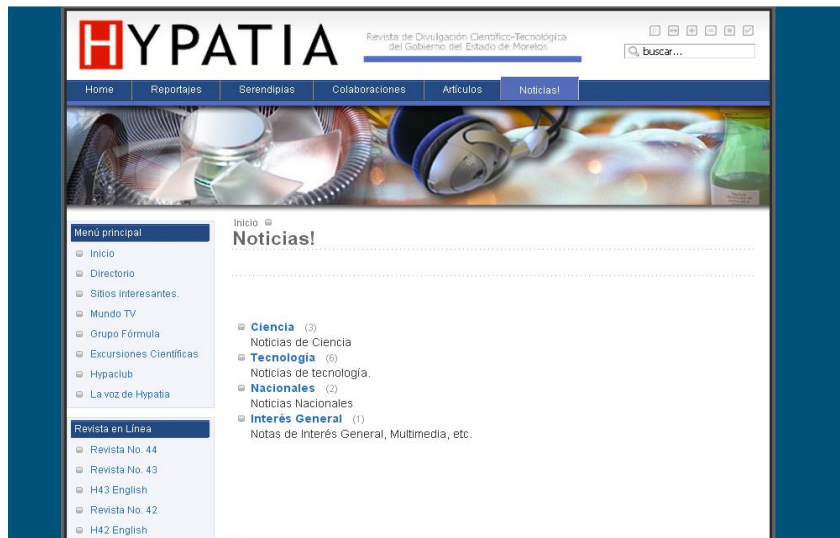 HYPATIA
Revista de Divulgación Científico-Tecnológica
del Gobierno del Estado de Morelos
buscar...
Home Reportajes Serendipias Colaboraciones Artículos Noticias!
Menú principal
Inicio
Directorio
Sitios interesantes.
Mundo TV
Grupo Fórmula
Excursiones Científicas
Hypaclub
La voz de Hypatia
Revista en Línea
Revista No. 44
Revista No. 43
H43 English
Revista No. 42
H42 English
Inicio
Noticias!
Ciencia (3)
Noticias de Ciencia
Tecnología (6)
Noticias de tecnología.
Nacionales (2)
Noticias Nacionales
Interés General (1)
Notas de Interés General, Multimedia, etc.